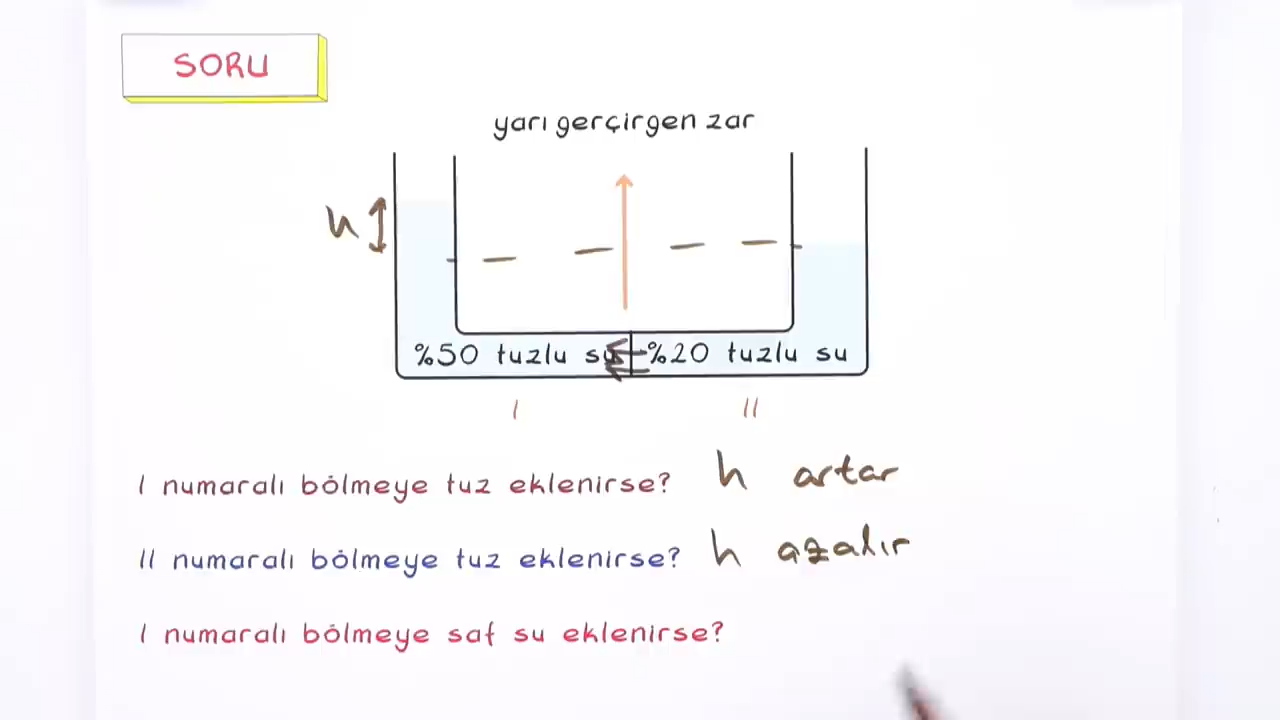 SORU
yarı gerçirgen zar
h
%50 tuzlu su %20 tuzlu su
I II
I numaralı bölmeye tuz eklenirse? h artar
II numaralı bölmeye tuz eklenirse? h azalır
I numaralı bölmeye saf su eklenirse?